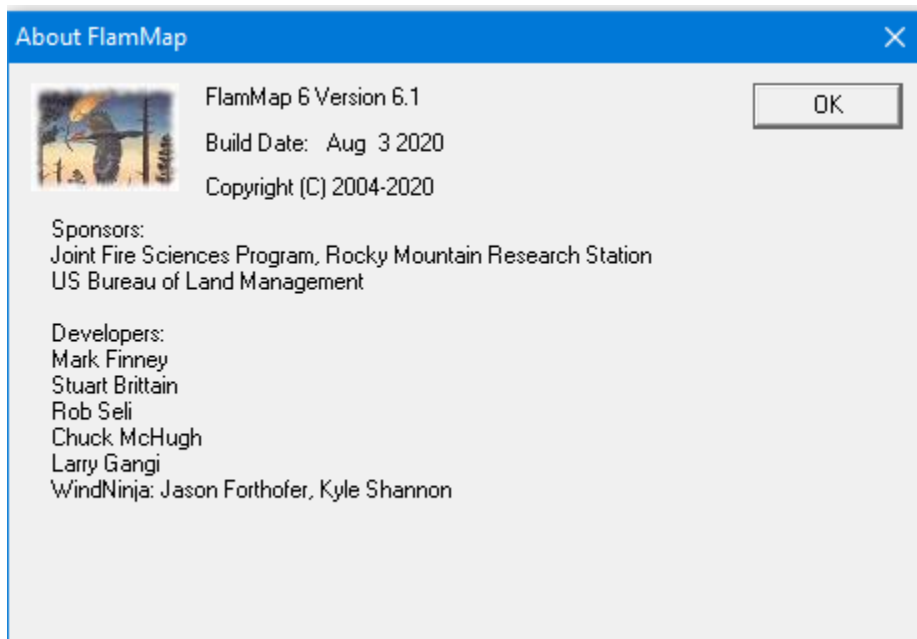 About FlamMap
FlamMap 6 Version 6.1
OK
Build Date: Aug 3 2020
Copyright (C) 2004-2020
Sponsors:
Joint Fire Sciences Program, Rocky Mountain Research Station
US Bureau of Land Management
Developers:
Mark Finney
Stuart Brittain
Rob Seli
Chuck McHugh
Larry Gangi
WindNinja: Jason Forthofer, Kyle Shannon